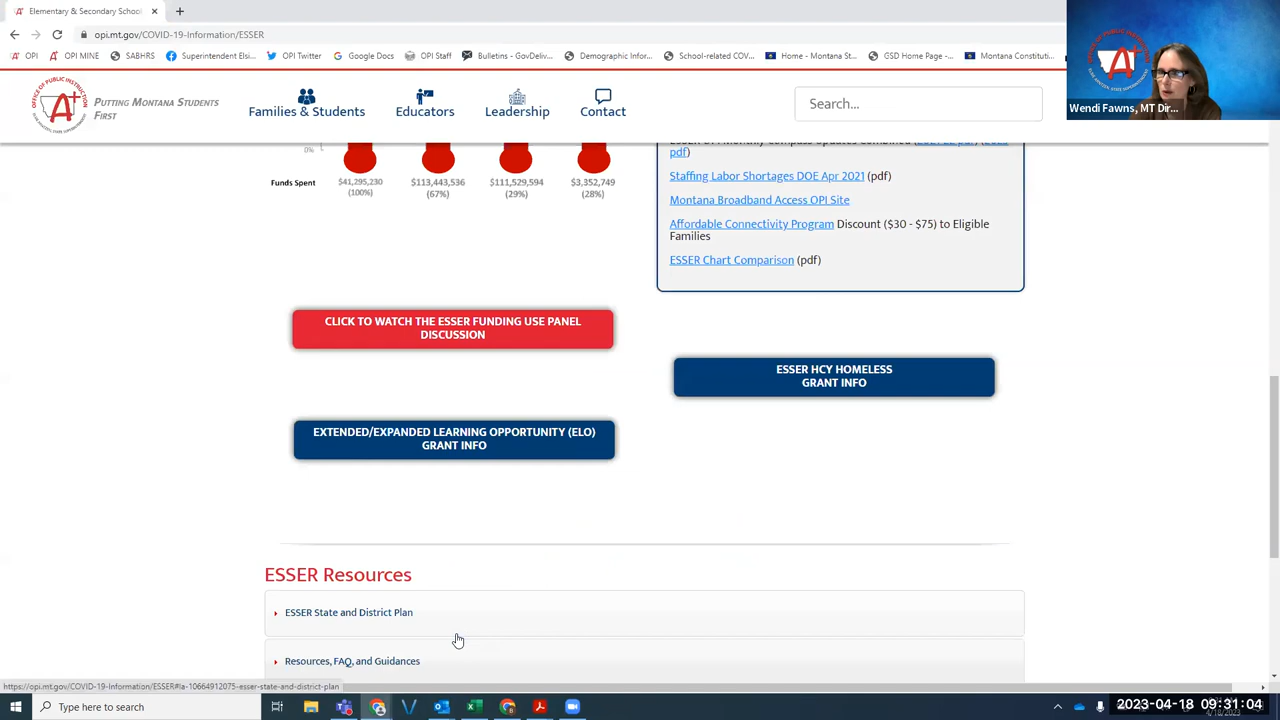 Elementary & Secondary School
opi.mt.gov/COVID-19-Information/ESSER
OPI
OPI MINE
SABHRS
Superintendent Elsi...
OPI Twitter
Google Docs
OPI Staff
Bulletins - GovDeliv...
Demographic Infor...
School-related COV...
Home - Montana St...
GSD Home Page -...
Montana Constituti...
OFFICE OF PUBLIC INSTRUCTION
PUTTING MONTANA STUDENTS
FIRST
Families & Students
Educators
Leadership
Contact
Search...
Wendi Fawns, MT Dir...
0%
Funds Spent
$41,295,230
(100%)
$113,443,536
(67%)
$111,529,594
(29%)
$3,352,749
(28%)
pdf)
Staffing Labor Shortages DOE Apr 2021 (pdf)
Montana Broadband Access OPI Site
Affordable Connectivity Program Discount ($30 - $75) to Eligible
Families
ESSER Chart Comparison (pdf)
CLICK TO WATCH THE ESSER FUNDING USE PANEL
DISCUSSION
ESSER HCY HOMELESS
GRANT INFO
EXTENDED/EXPANDED LEARNING OPPORTUNITY (ELO)
GRANT INFO
ESSER Resources
ESSER State and District Plan
Resources, FAQ, and Guidances
https://opi.mt.gov/COVID-19-Information/ESSER#la-10664912075-esser-state-and-district-plan
Type here to search
2023-04-18 09:31:04